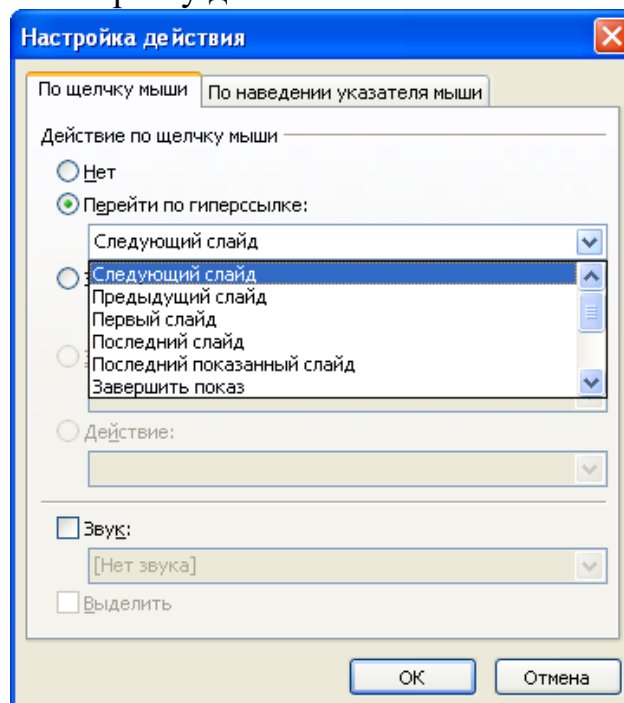 Настройка действия
По щелчку мыши
По наведении указателя мыши
Действие по щелчку мыши
Нет
Перейти по гиперссылке:
Следующий слайд
Следующий слайд
Предыдущий слайд
Первый слайд
Последний слайд
Последний показанный слайд
Завершить показ
Действие:
Звук:
[Нет звука]
Выделить
ОК
Отмена